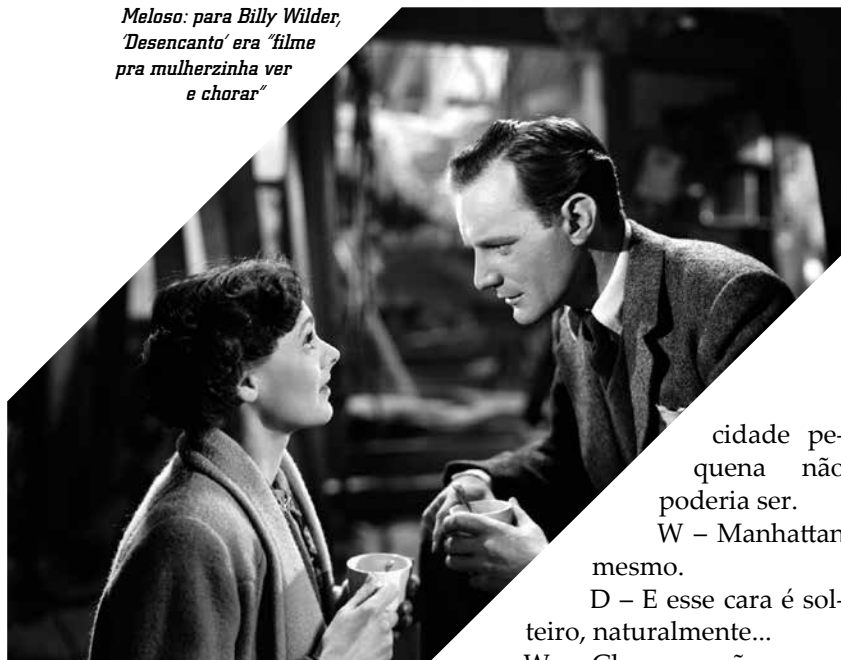 Meloso: para Billy Wilder,
'Desencanto' era "filme
pra mulherzinha ver
e chorar"
cidade pe-
quena não
poderia ser.
W – Manhattan
mesmo.
D – E esse cara é sol-
teiro, naturalmente...